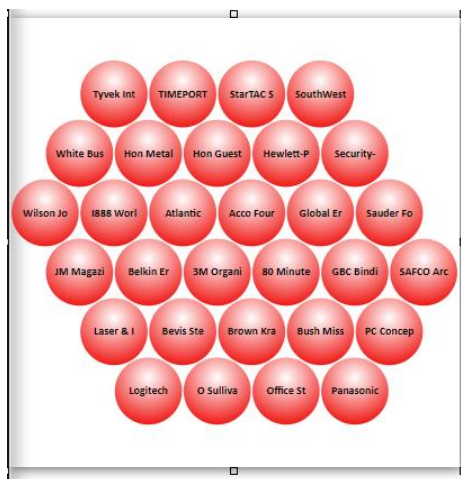 Tyvek Int TIMEPORT StarTAC S SouthWest
White Bus Hon Metal Hon Guest Hewlett-P Security-
Wilson Jo I888 Worl Atlantic Acco Four Global Er Sauder Fo
JM Magazi Belkin Er 3M Organi 80 Minute GBC Bindi SAFCO Arc
Laser & I Bevis Ste Brown Kra Bush Miss PC Concep
Logitech O Sulliva Office St Panasonic